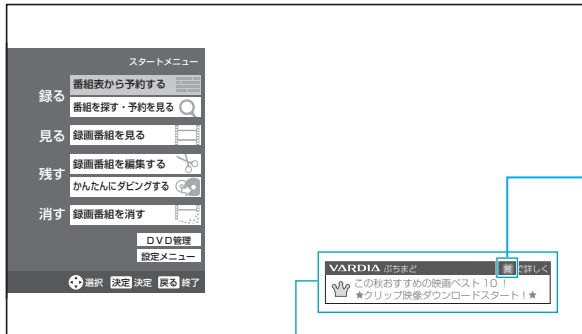 スタートメニュー
録る
番組表から予約する
番組を探す・予約を見る
見る
録画番組を見る
残す
録画番組を編集する
かんたんにダビングする
消す
録画番組を消す
DVD管理
設定メニュー
選択 決定 決定 戻る 終了
VARDIA ぷちまど 黄 で詳しく
この秋おすすめの映画ベスト10!
★クリップ映像ダウンロードスタート!★